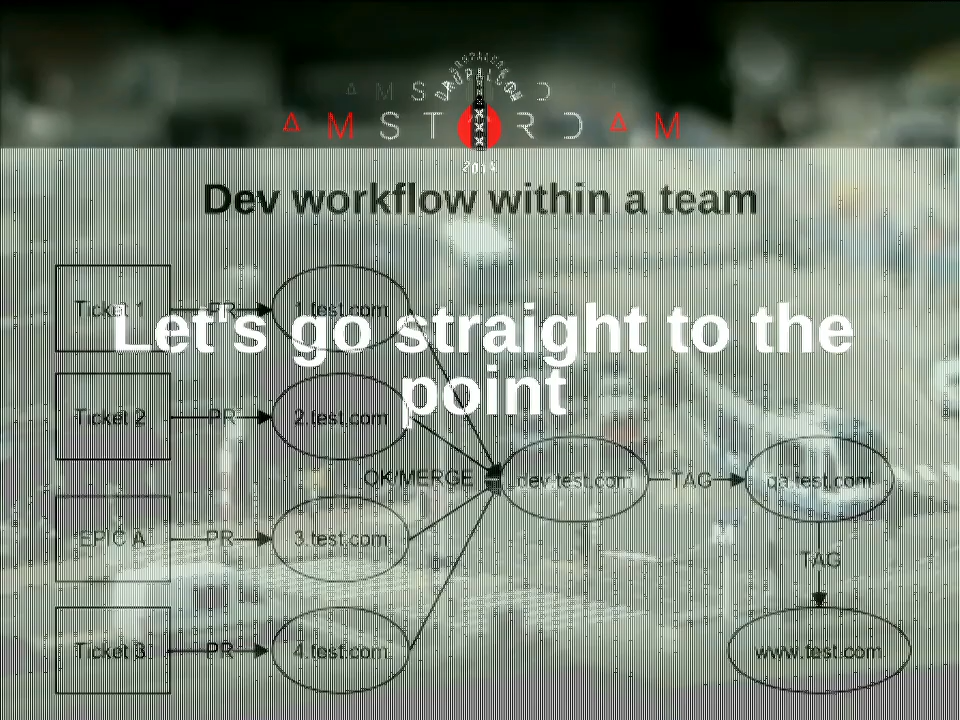 AMSTERDAM
2014
Dev workflow within a team
Let's go straight to the
point
Ticket 1
PR
1.test.com
Ticket 2
PR
2.test.com
OK/MERGE
dev.test.com
TAG
qa.test.com
EPIC A
PR
3.test.com
TAG
Ticket 3
PR
4.test.com
www.test.com